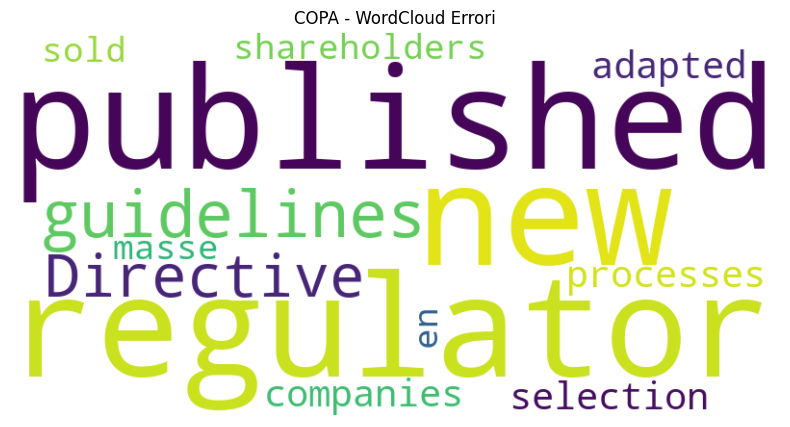 COPA - WordCloud Errori
sold
shareholders
adapted
published
guidelines
new
masse
Directive
processes
regulator
en
companies
selection